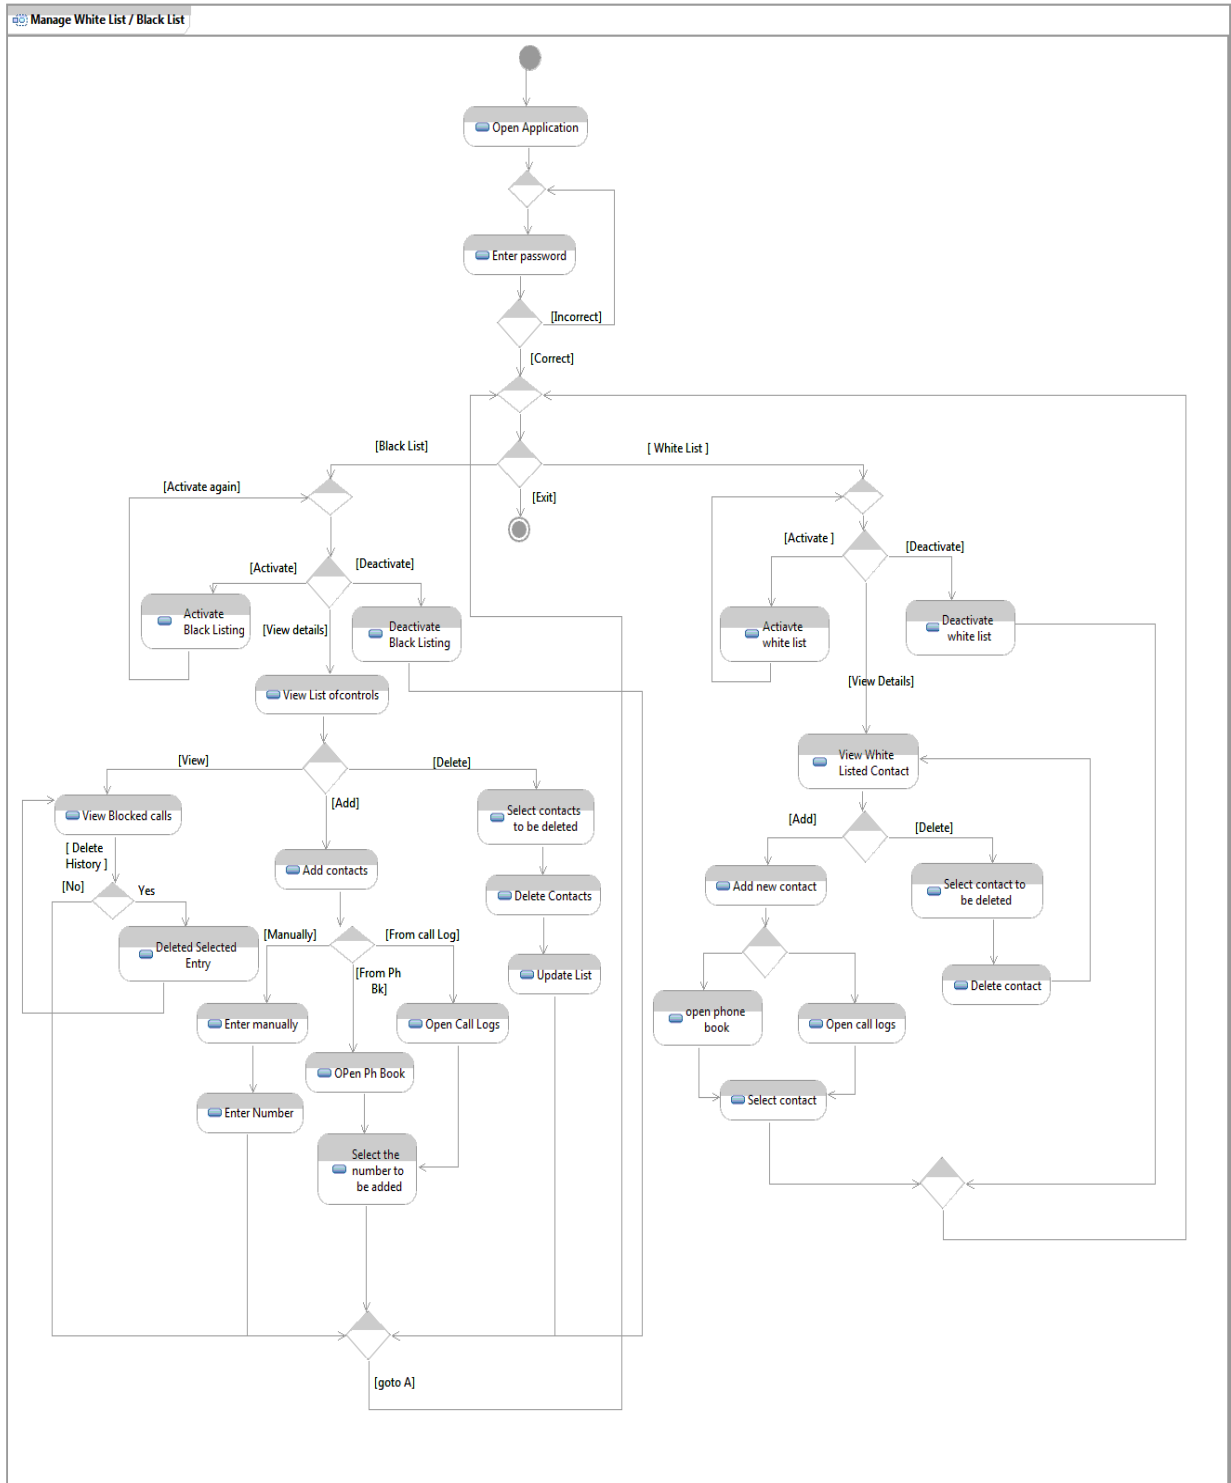 Manage White List / Black List
Open Application
Enter password
[Incorrect]
[Correct]
[Black List]
[ White List ]
[Activate again]
[Exit]
[Activate ]
[Deactivate]
[Activate]
[Deactivate]
Activate
Black Listing
[View details]
Deactivate
Black Listing
Actiavte
white list
Deactivate
white list
View List ofcontrols
[View Details]
View White
Listed Contact
[View]
[Delete]
[Add]
View Blocked calls
Select contacts
to be deleted
[Add]
[Delete]
[ Delete
History ]
[No]
Yes
Add contacts
Delete Contacts
Add new contact
Select contact to
be deleted
Deleted Selected
Entry
[Manually]
[From call Log]
[From Ph
Bk]
Update List
Delete contact
Enter manually
Open Call Logs
open phone
book
Open call logs
OPen Ph Book
Select contact
Enter Number
Select the
number to
be added
[goto A]